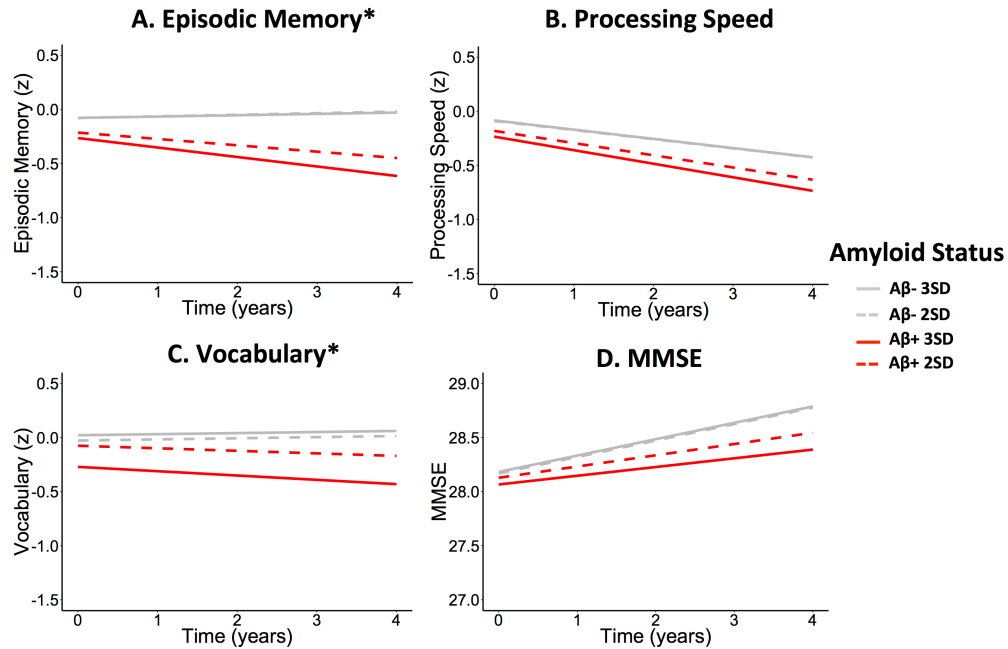 A. Episodic Memory*
0.5
0.0
-0.5
-1.0
-1.5
Episodic Memory (z)
0 1 2 3 4
Time (years)
B. Processing Speed
0.5
0.0
-0.5
-1.0
-1.5
Processing Speed (z)
0 1 2 3 4
Time (years)
C. Vocabulary*
0.5
0.0
-0.5
-1.0
-1.5
Vocabulary (z)
0 1 2 3 4
Time (years)
D. MMSE
29.0
28.5
28.0
27.5
27.0
MMSE
0 1 2 3 4
Time (years)
Amyloid Status
Aβ- 3SD
Aβ- 2SD
Aβ+ 3SD
Aβ+ 2SD